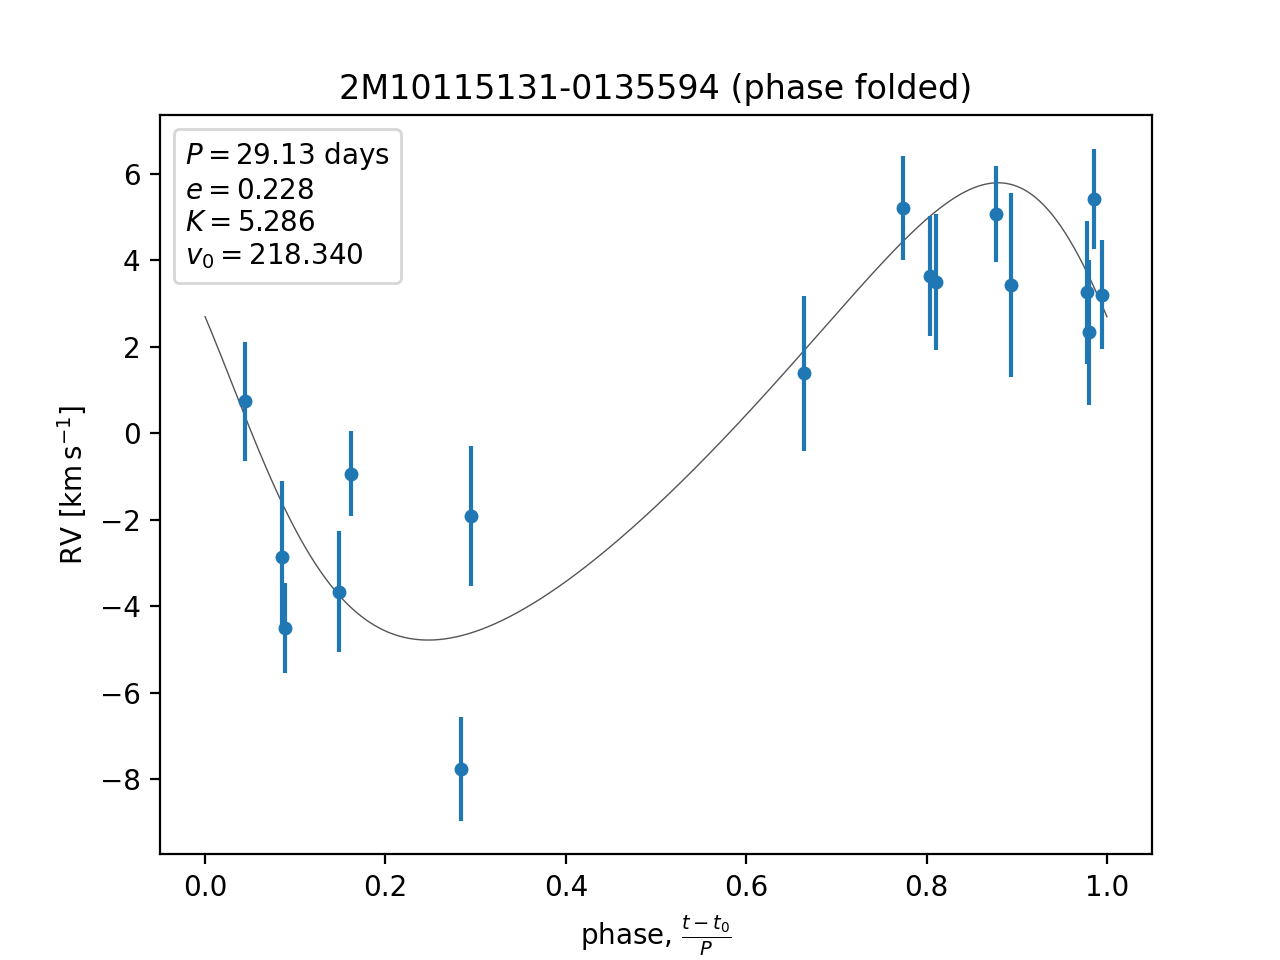 2M10115131-0135594 (phase folded)
P = 29.13 days
e = 0.228
K = 5.286
v₀ = 218.340
6
4
2
0
−2
−4
−6
−8
RV [km s⁻¹]
0.0 0.2 0.4 0.6 0.8 1.0
phase, (t − t₀)/P